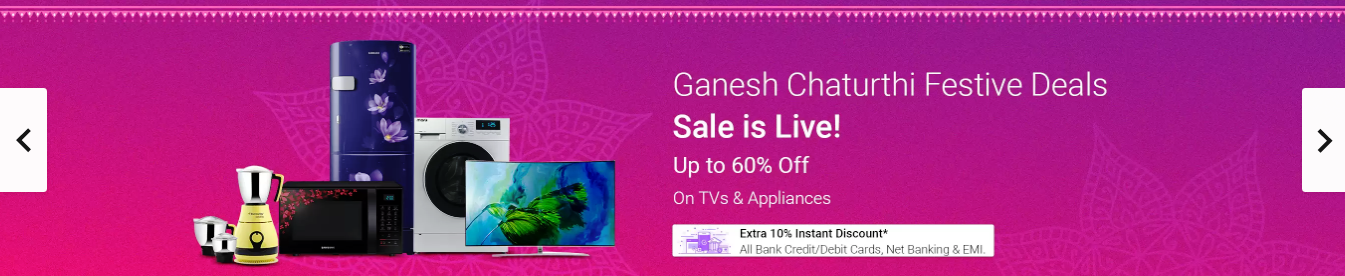 Ganesh Chaturthi Festive Deals
Sale is Live!
Up to 60% Off
On TVs & Appliances
Extra 10% Instant Discount*
All Bank Credit/Debit Cards, Net Banking & EMI.